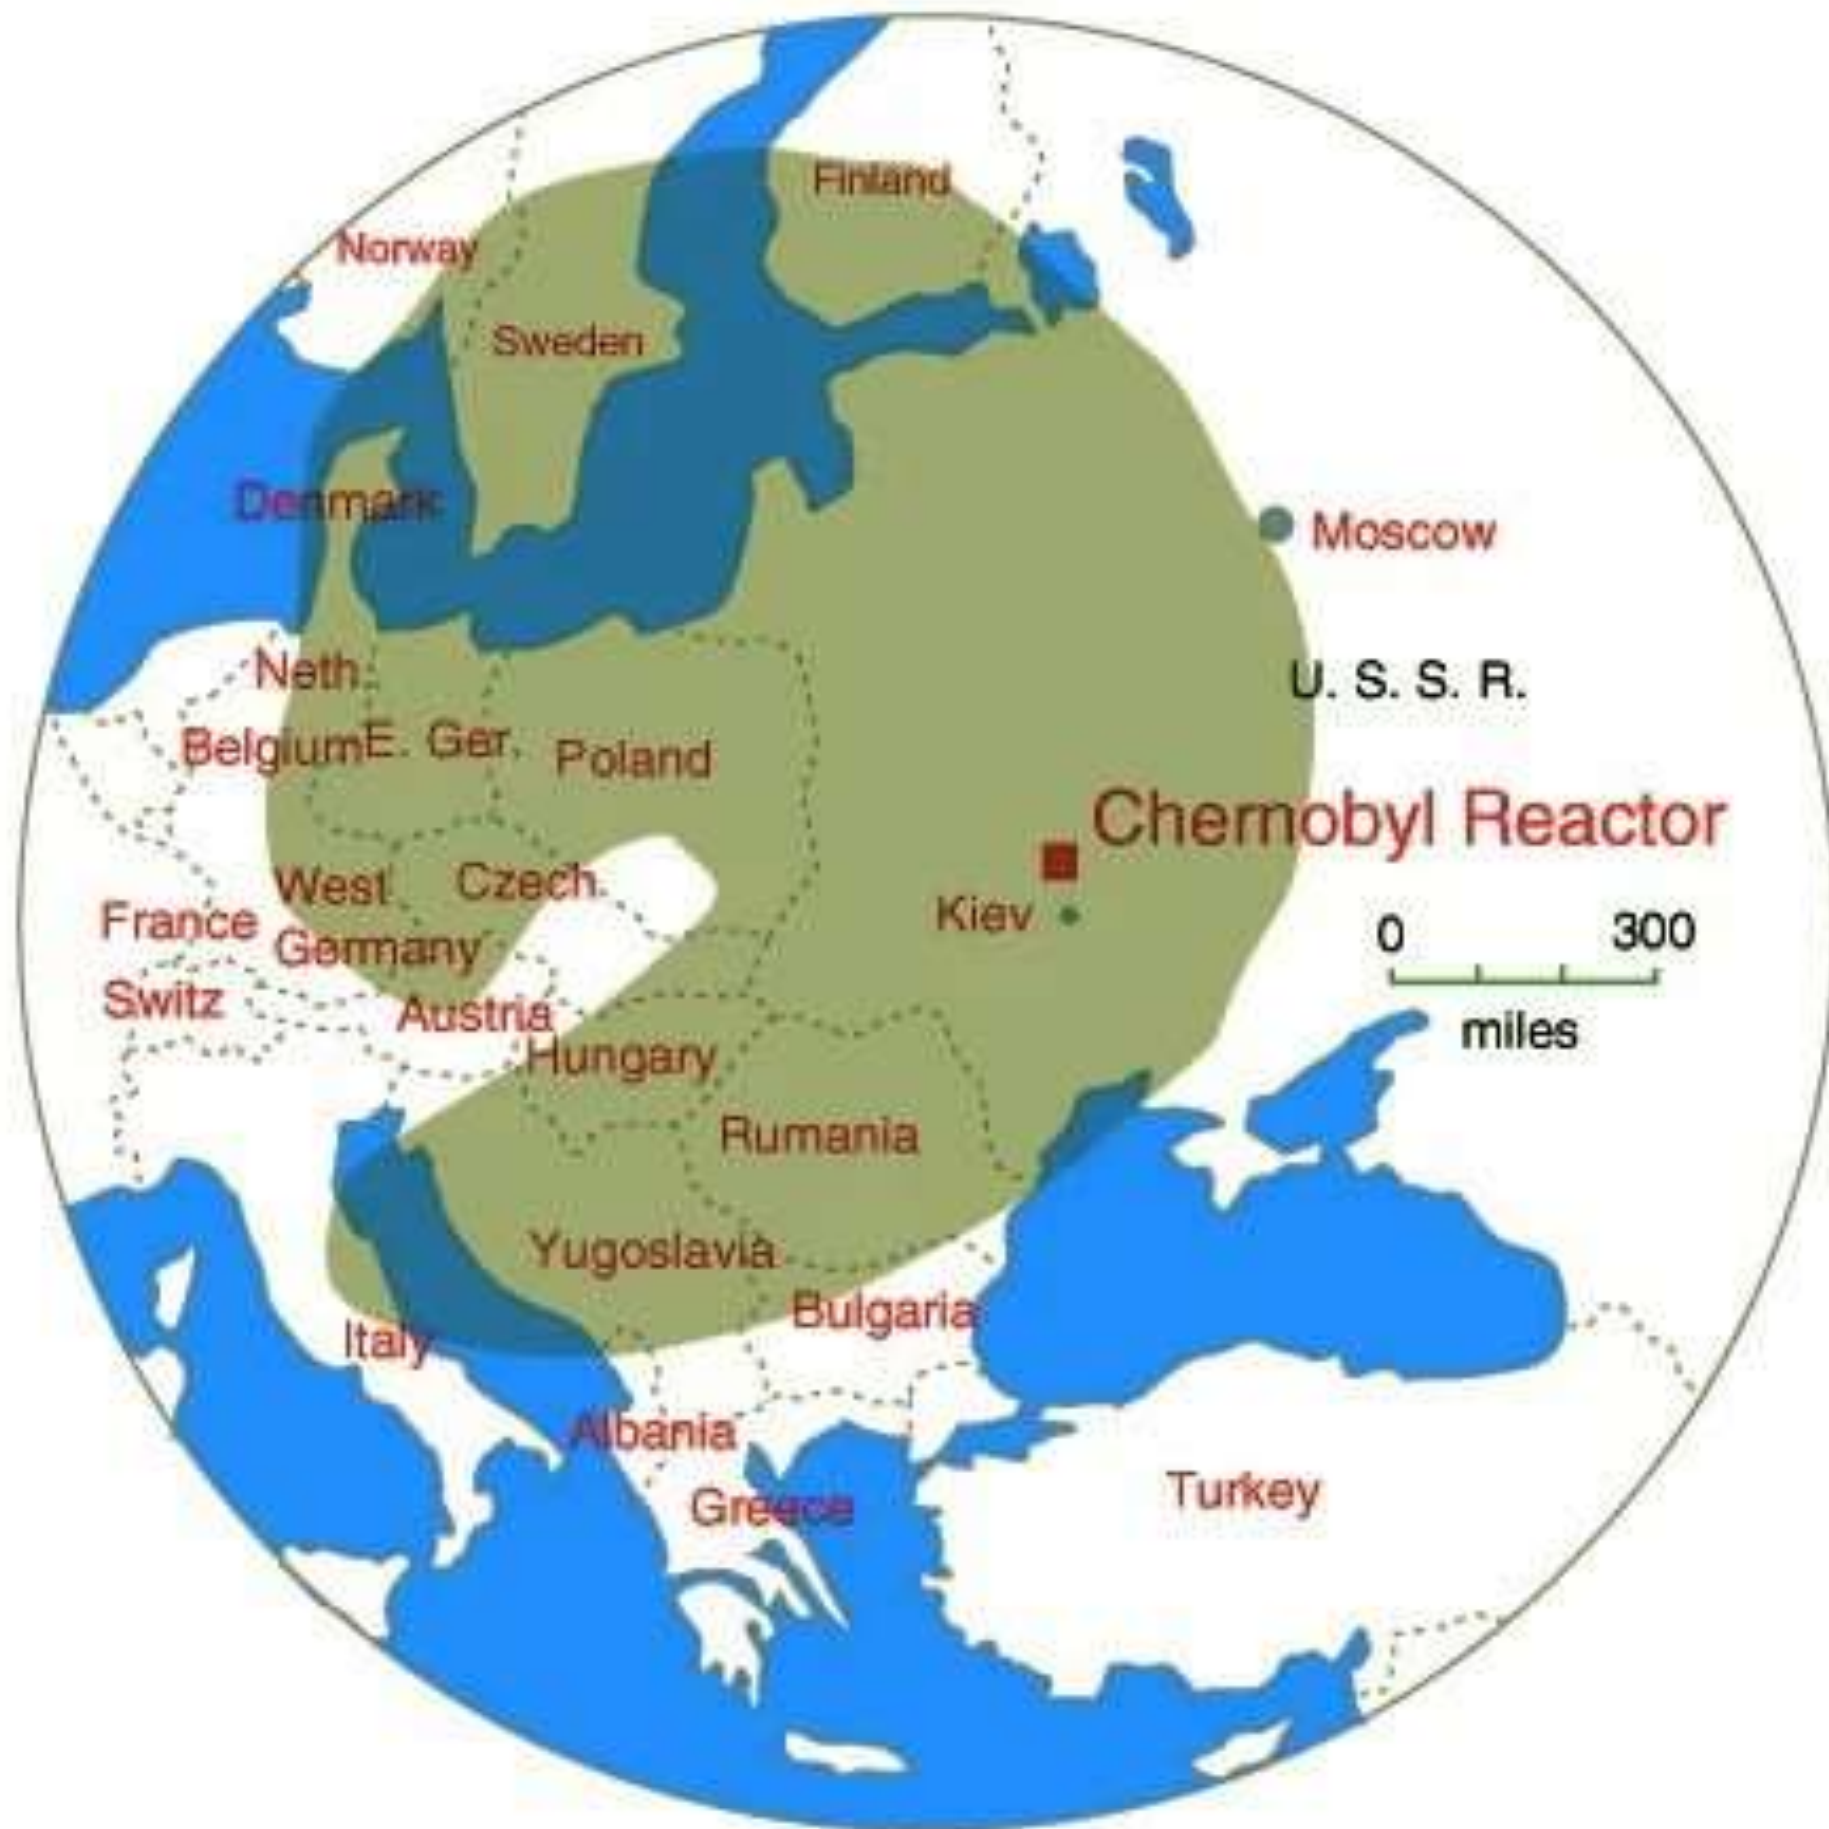 Finland
Norway
Sweden
Denmark
Moscow
Neth.
U. S. S. R.
Belgium
E. Ger.
Poland
Chernobyl Reactor
West
Germany
Czech.
France
Kiev
0 300
miles
Switz
Austria
Hungary
Rumania
Yugoslavia
Bulgaria
Italy
Albania
Greece
Turkey